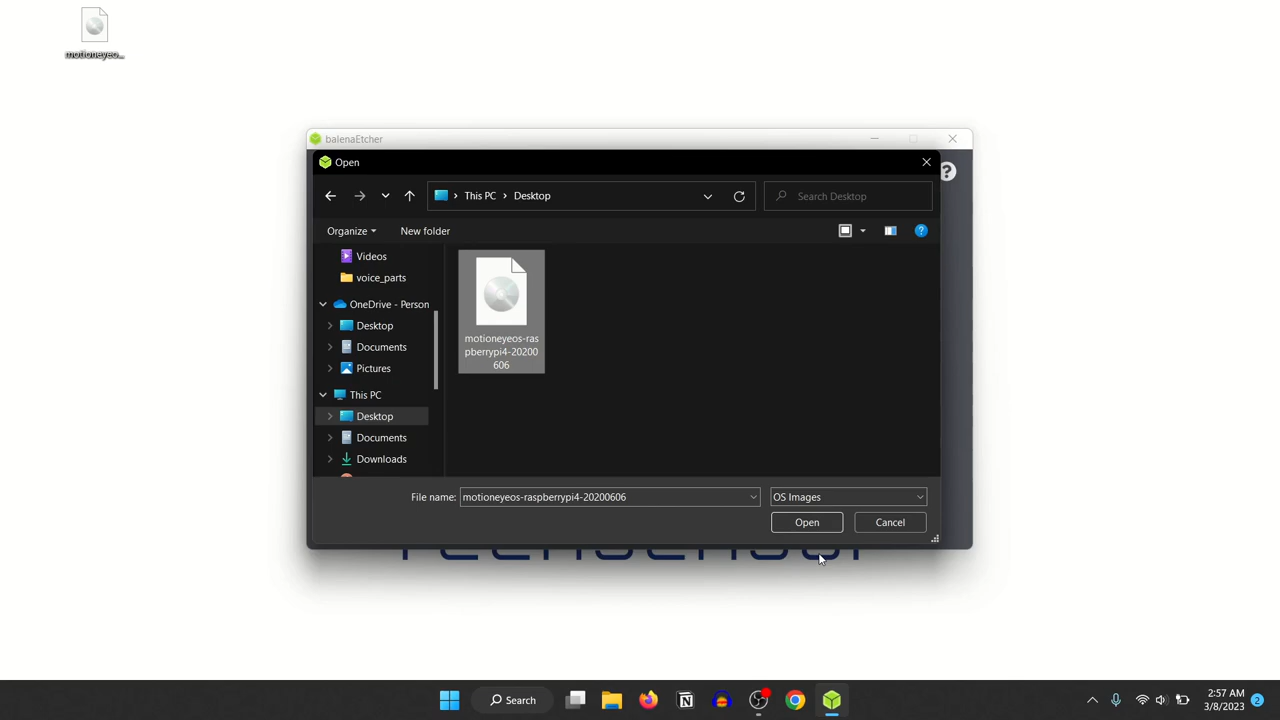 motioneyeo...
balenaEtcher
Open
This PC
Desktop
Search Desktop
Organize
New folder
Videos
voice_parts
OneDrive - Person
Desktop
Documents
Pictures
This PC
Desktop
Documents
Downloads
motioneyeos-ras
pberrypi4-20200
606
File name:
motioneyeos-raspberrypi4-20200606
OS Images
Open
Cancel
Search
2:57 AM
3/8/2023
2